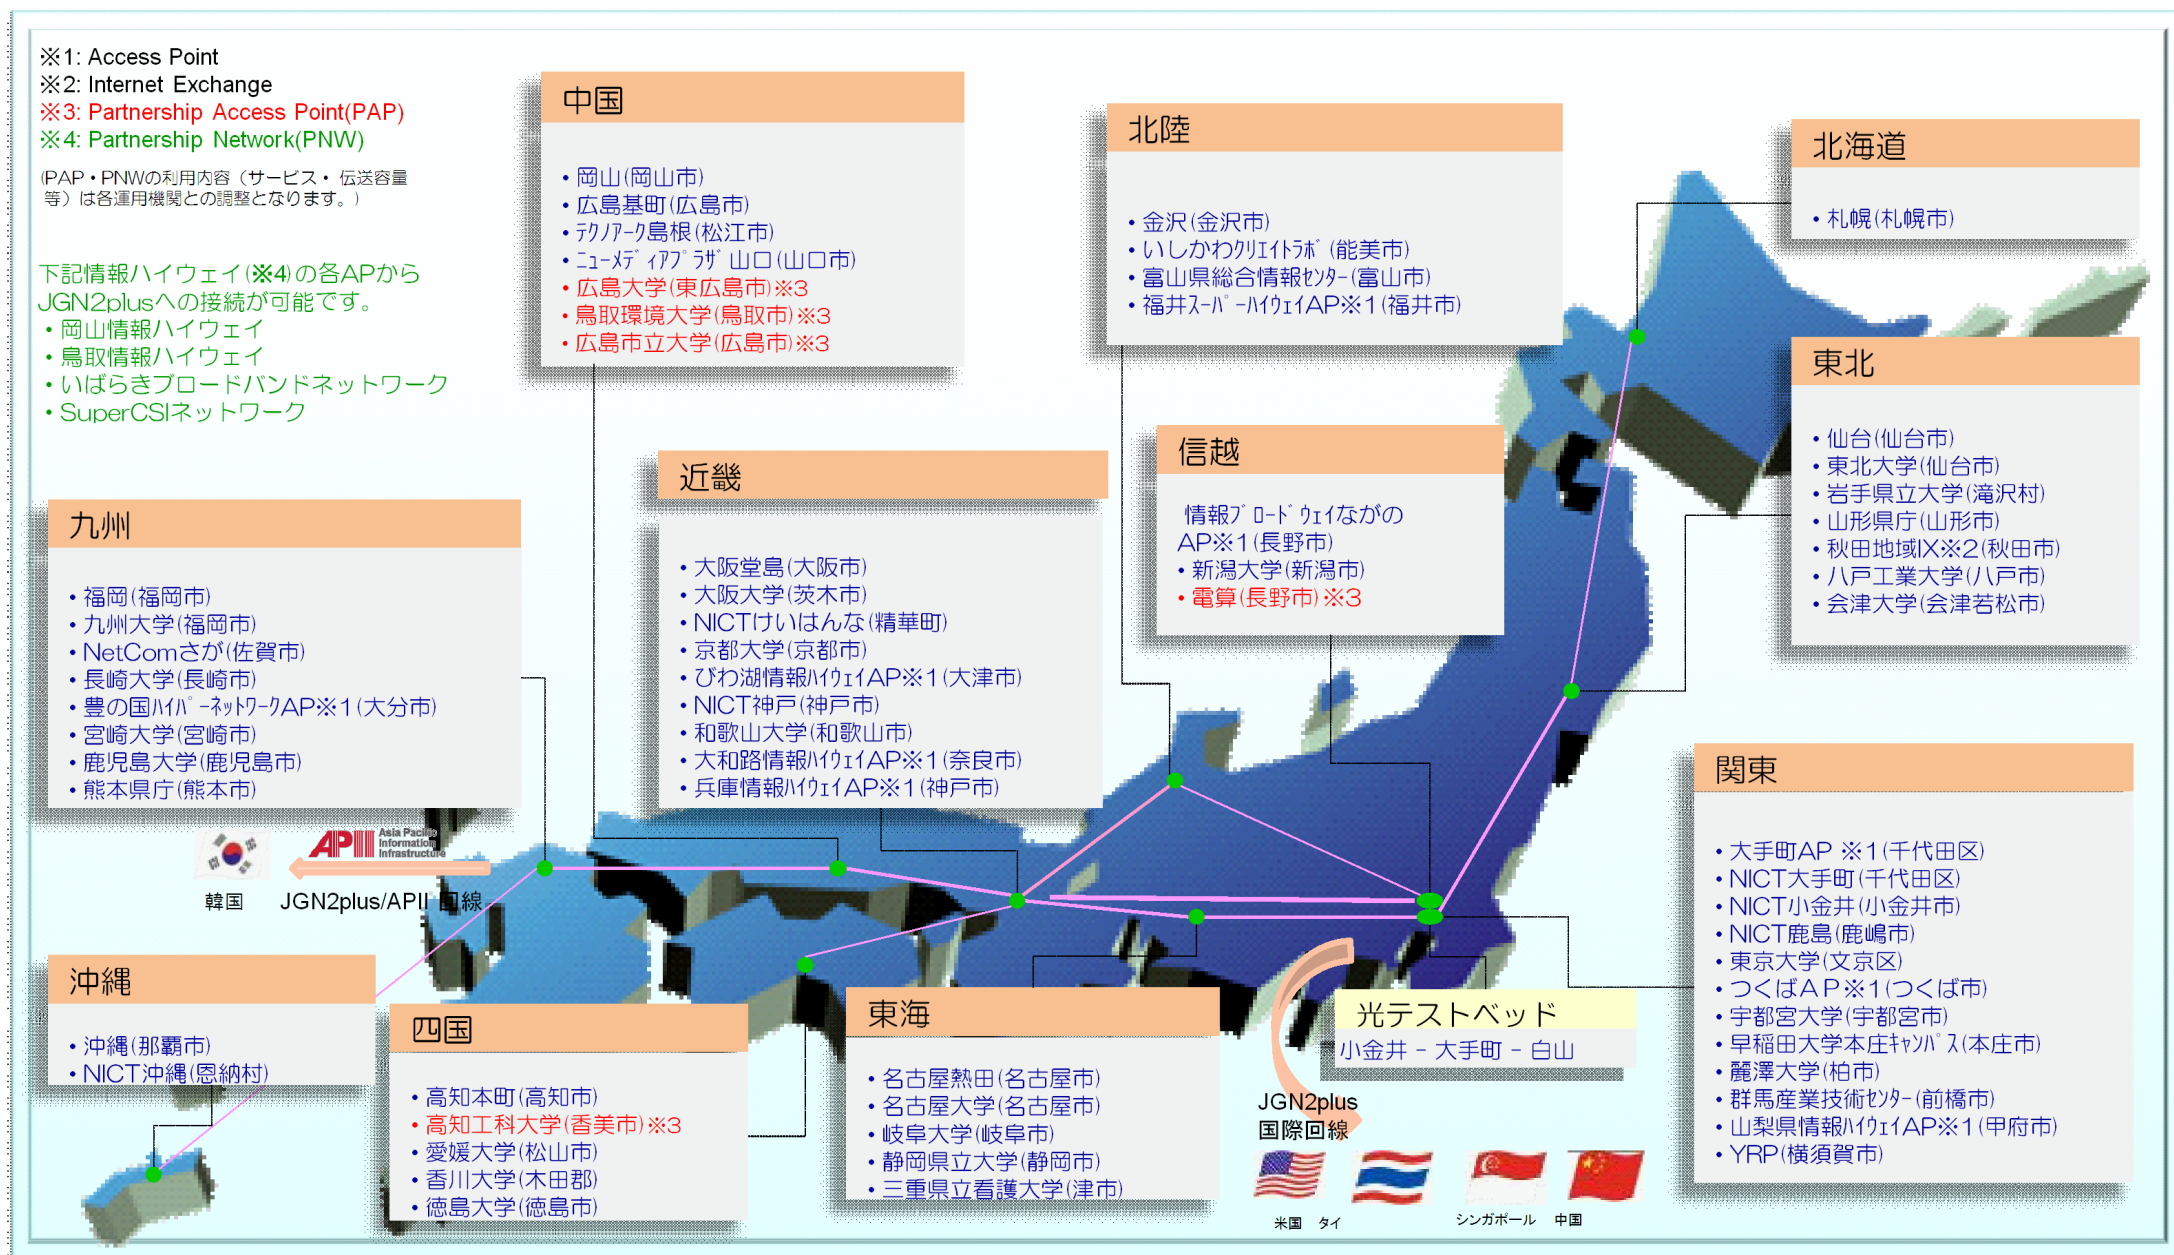 ※1: Access Point
※2: Internet Exchange
※3: Partnership Access Point(PAP)
※4: Partnership Network(PNW)
(PAP・PNWの利用内容（サービス・ 伝送容量
等）は各運用機関との調整となります。)
下記情報ハイウェイ(※4)の各APから
JGN2plusへの接続が可能です。
・岡山情報ハイウェイ
・鳥取情報ハイウェイ
・いばらきブロードバンドネットワーク
・SuperCSIネットワーク
中国
・岡山(岡山市)
・広島基町(広島市)
・ﾃｸﾉｱｰｸ島根(松江市)
・ﾆｭｰﾒﾃﾞｨｱﾌﾟﾗｻﾞ山口(山口市)
・広島大学(東広島市)※3
・鳥取環境大学(鳥取市)※3
・広島市立大学(広島市)※3
北陸
・金沢(金沢市)
・いしかわｸﾘｴｲﾄﾗﾎﾞ(能美市)
・富山県総合情報ｾﾝﾀｰ(富山市)
・福井ｽｰﾊﾟｰﾊｲｳｪｲAP※1(福井市)
北海道
・札幌(札幌市)
東北
・仙台(仙台市)
・東北大学(仙台市)
・岩手県立大学(滝沢村)
・山形県庁(山形市)
・秋田地域IX※2(秋田市)
・八戸工業大学(八戸市)
・会津大学(会津若松市)
信越
情報ﾌﾞﾛｰﾄﾞｳｪｲながの
AP※1(長野市)
・新潟大学(新潟市)
・電算(長野市)※3
近畿
・大阪堂島(大阪市)
・大阪大学(茨木市)
・NICTけいはんな(精華町)
・京都大学(京都市)
・びわ湖情報ﾊｲｳｪｲAP※1(大津市)
・NICT神戸(神戸市)
・和歌山大学(和歌山市)
・大和路情報ﾊｲｳｪｲAP※1(奈良市)
・兵庫情報ﾊｲｳｪｲAP※1(神戸市)
九州
・福岡(福岡市)
・九州大学(福岡市)
・NetComさが(佐賀市)
・長崎大学(長崎市)
・豊の国ﾊｲﾊﾟｰﾈｯﾄﾜｰｸAP※1(大分市)
・宮崎大学(宮崎市)
・鹿児島大学(鹿児島市)
・熊本県庁(熊本市)
APII Asia Pacific
Information
Infrastructure
韓国
JGN2plus/APII 回線
関東
・大手町AP ※1(千代田区)
・NICT大手町(千代田区)
・NICT小金井(小金井市)
・NICT鹿島(鹿嶋市)
・東京大学(文京区)
・つくばＡＰ※1(つくば市)
・宇都宮大学(宇都宮市)
・早稲田大学本庄ｷｬﾝﾊﾟｽ(本庄市)
・麗澤大学(柏市)
・群馬産業技術ｾﾝﾀｰ(前橋市)
・山梨県情報ﾊｲｳｪｲAP※1(甲府市)
・YRP(横須賀市)
沖縄
・沖縄(那覇市)
・NICT沖縄(恩納村)
四国
・高知本町(高知市)
・高知工科大学(香美市)※3
・愛媛大学(松山市)
・香川大学(木田郡)
・徳島大学(徳島市)
東海
・名古屋熱田(名古屋市)
・名古屋大学(名古屋市)
・岐阜大学(岐阜市)
・静岡県立大学(静岡市)
・三重県立看護大学(津市)
光テストベッド
小金井 – 大手町 – 白山
JGN2plus
国際回線
米国 タイ シンガポール 中国